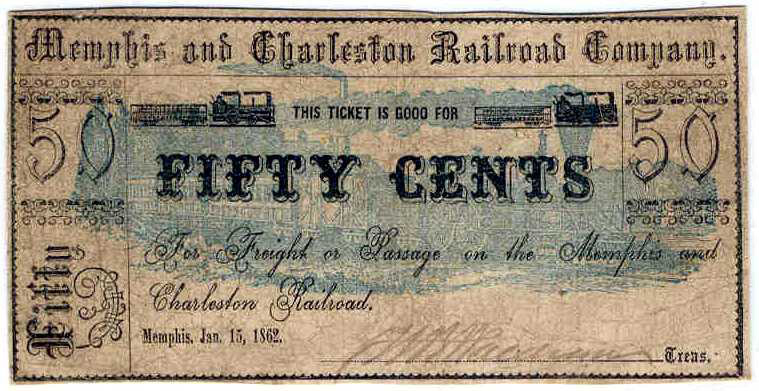 Memphis and Charleston Railroad Company.
50
THIS TICKET IS GOOD FOR
50
FIFTY CENTS
For Freight or Passage on the Memphis and
Charleston Railroad.
Fifty
Memphis, Jan. 15, 1862.
Treas.